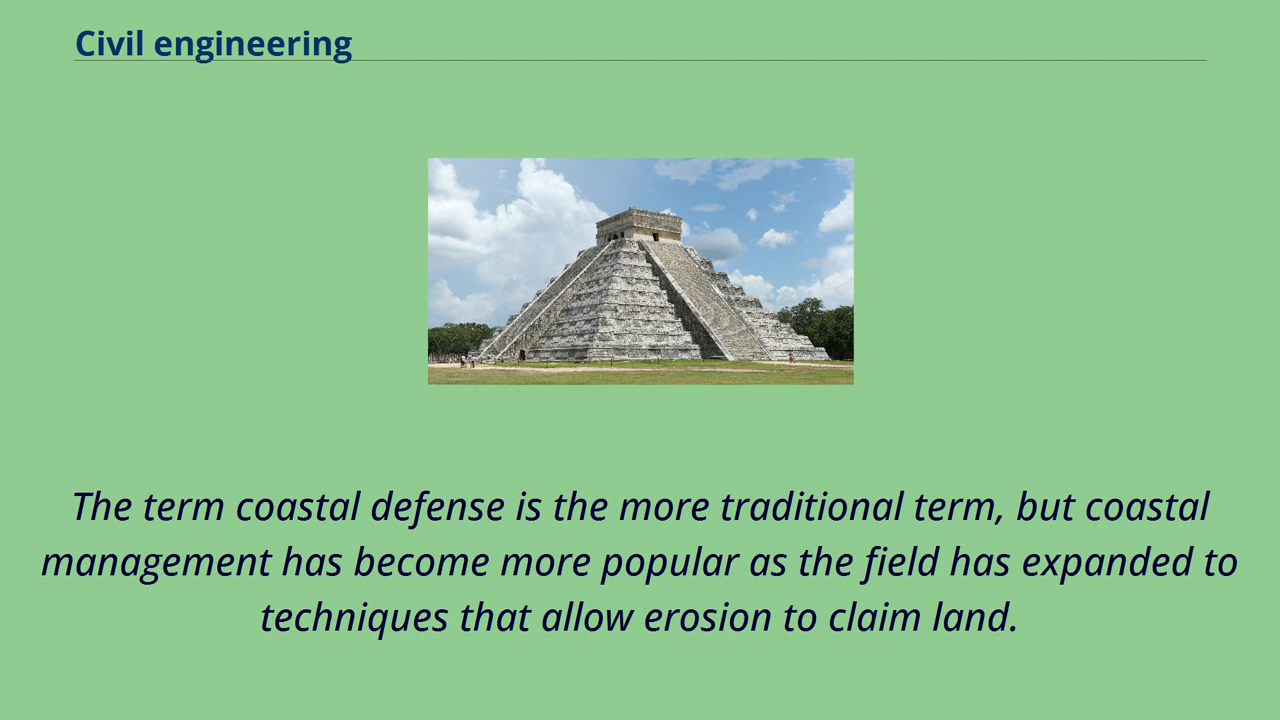 Civil engineering
The term coastal defense is the more traditional term, but coastal
management has become more popular as the field has expanded to
techniques that allow erosion to claim land.